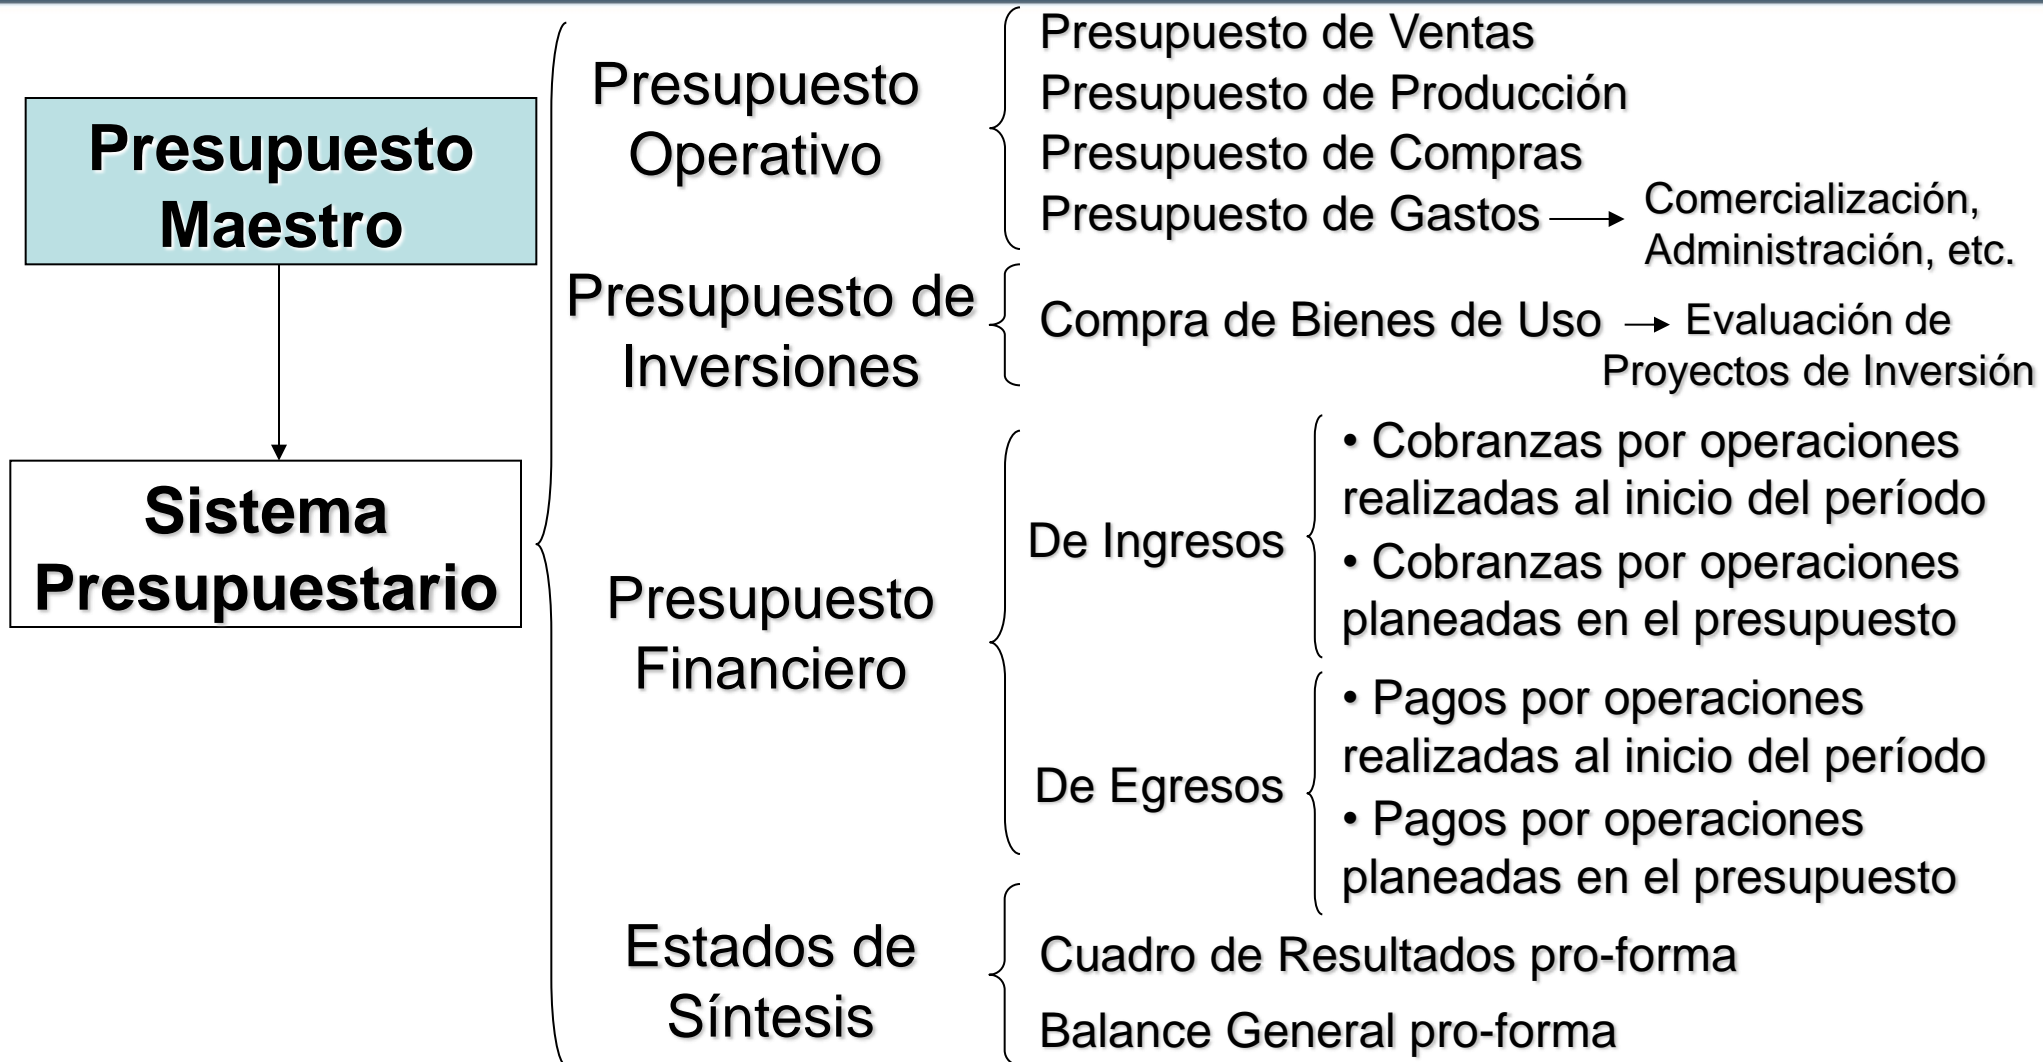 Presupuesto
Maestro
Sistema
Presupuestario
Presupuesto
Operativo
Presupuesto de Ventas
Presupuesto de Producción
Presupuesto de Compras
Presupuesto de Gastos
Comercialización,
Administración, etc.
Presupuesto de
Inversiones
Compra de Bienes de Uso
Evaluación de
Proyectos de Inversión
Presupuesto
Financiero
De Ingresos
• Cobranzas por operaciones
realizadas al inicio del período
• Cobranzas por operaciones
planeadas en el presupuesto
De Egresos
• Pagos por operaciones
realizadas al inicio del período
• Pagos por operaciones
planeadas en el presupuesto
Estados de
Síntesis
Cuadro de Resultados pro-forma
Balance General pro-forma